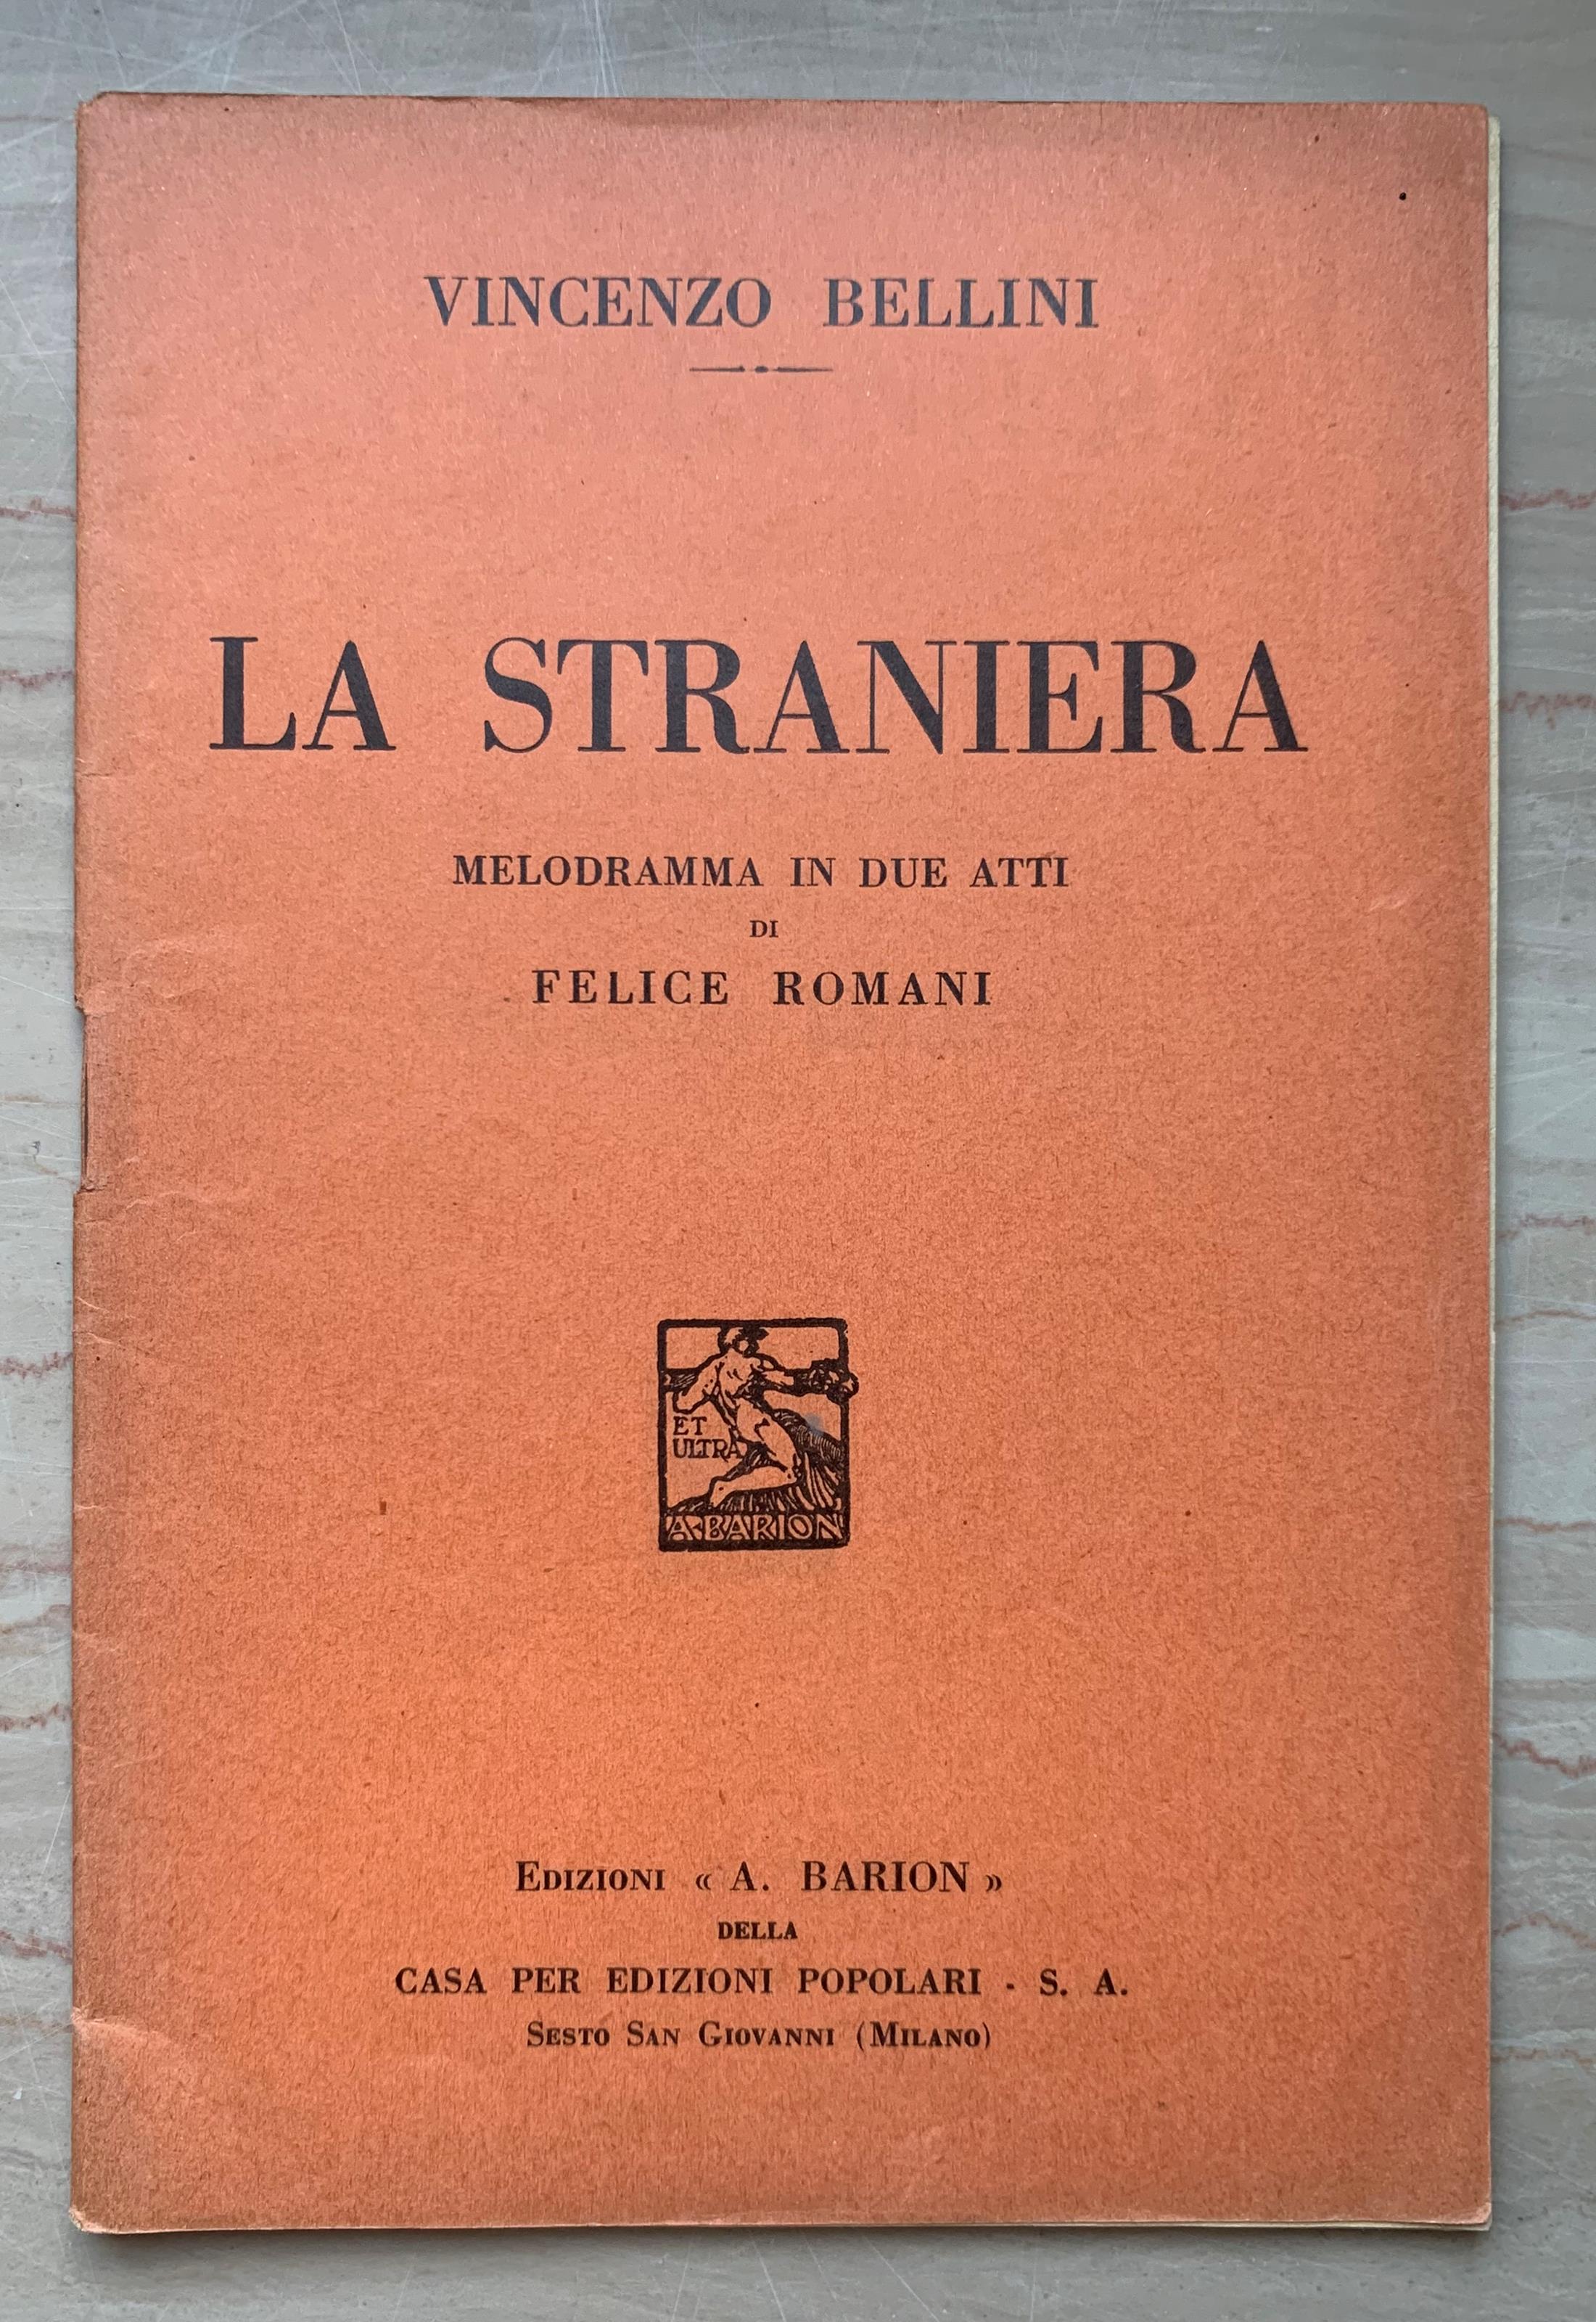 VINCENZO BELLINI
LA STRANIERA
MELODRAMMA IN DUE ATTI
DI
FELICE ROMANI
ET
ULTRA
A·BARION
EDIZIONI « A. BARION »
DELLA
CASA PER EDIZIONI POPOLARI - S. A.
SESTO SAN GIOVANNI (MILANO)